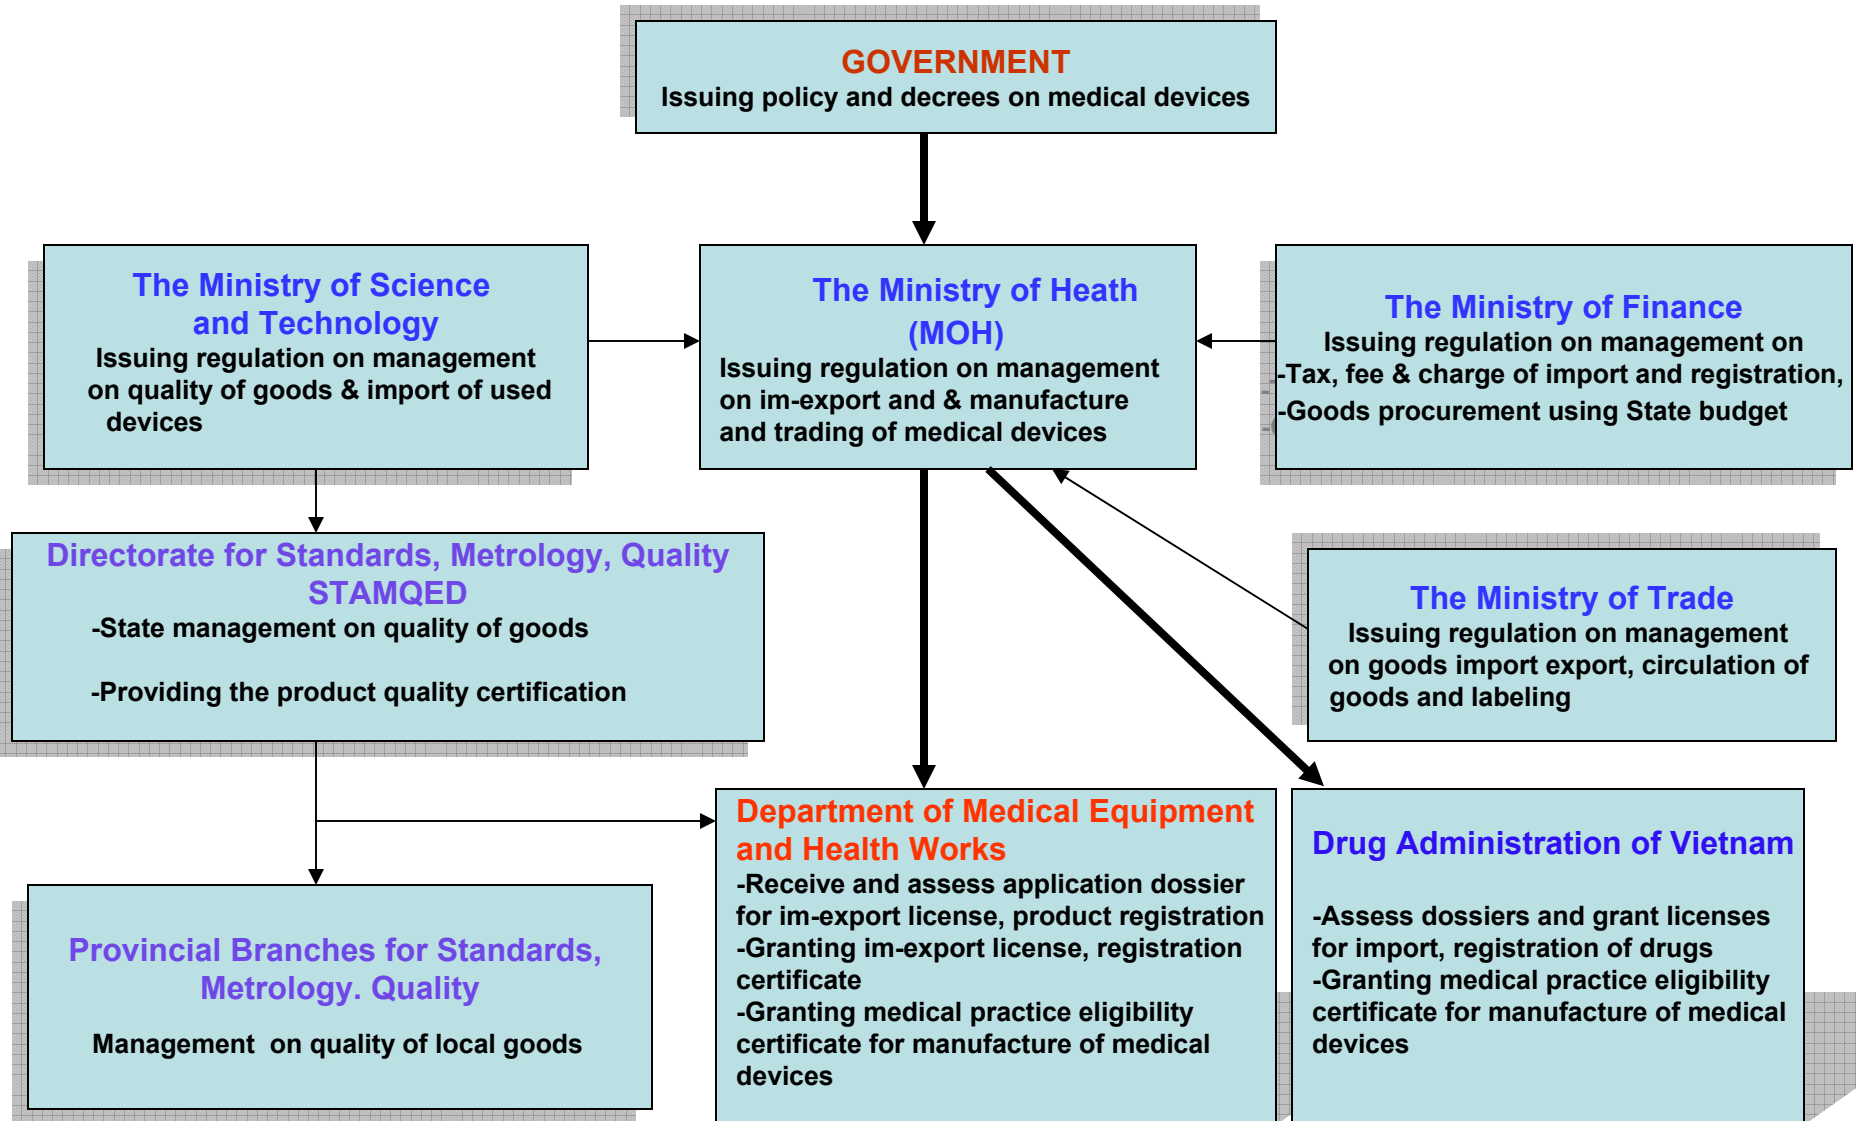 GOVERNMENT
Issuing policy and decrees on medical devices
The Ministry of Science
and Technology
Issuing regulation on management
on quality of goods & import of used
devices
The Ministry of Heath
(MOH)
Issuing regulation on management
on im-export and & manufacture
and trading of medical devices
The Ministry of Finance
Issuing regulation on management on
-Tax, fee & charge of import and registration,
-Goods procurement using State budget
Directorate for Standards, Metrology, Quality
STAMQED
-State management on quality of goods
-Providing the product quality certification
The Ministry of Trade
Issuing regulation on management
on goods import export, circulation of
goods and labeling
Department of Medical Equipment
and Health Works
-Receive and assess application dossier
for im-export license, product registration
-Granting im-export license, registration
certificate
-Granting medical practice eligibility
certificate for manufacture of medical
devices
Drug Administration of Vietnam
-Assess dossiers and grant licenses
for import, registration of drugs
-Granting medical practice eligibility
certificate for manufacture of medical
devices
Provincial Branches for Standards,
Metrology. Quality
Management on quality of local goods